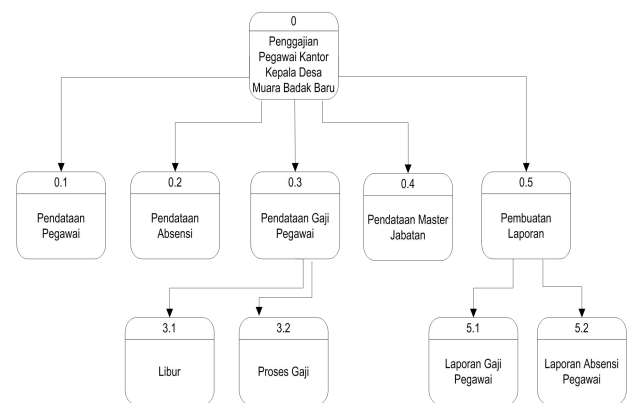 0
Penggajian
Pegawai Kantor
Kepala Desa
Muara Badak Baru
0.1
Pendataan
Pegawai
0.2
Pendataan
Absensi
0.3
Pendataan Gaji
Pegawai
0.4
Pendataan Master
Jabatan
0.5
Pembuatan
Laporan
3.1
Libur
3.2
Proses Gaji
5.1
Laporan Gaji
Pegawai
5.2
Laporan Absensi
Pegawai